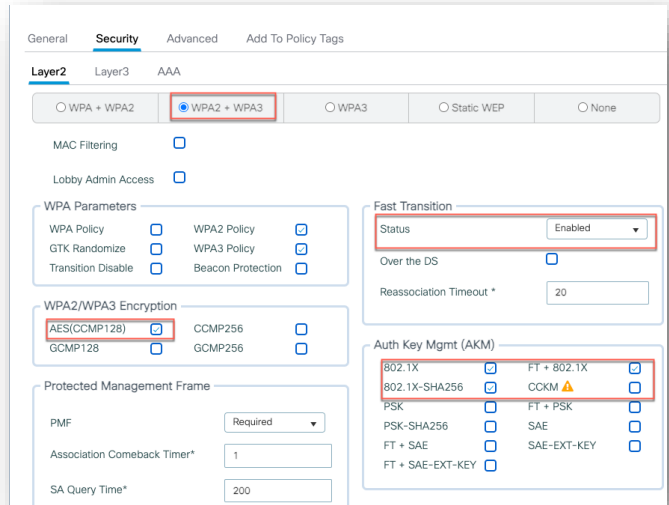 General Security Advanced Add To Policy Tags
Layer2 Layer3 AAA
WPA + WPA2 WPA2 + WPA3 WPA3 Static WEP None
MAC Filtering
Lobby Admin Access
WPA Parameters
WPA Policy WPA2 Policy
GTK Randomize WPA3 Policy
Transition Disable Beacon Protection
WPA2/WPA3 Encryption
AES(CCMP128) CCMP256
GCMP128 GCMP256
Protected Management Frame
PMF Required
Association Comeback Timer* 1
SA Query Time* 200
Fast Transition
Status Enabled
Over the DS
Reassociation Timeout * 20
Auth Key Mgmt (AKM)
802.1X FT + 802.1X
802.1X-SHA256 CCKM
PSK FT + PSK
PSK-SHA256 SAE
FT + SAE SAE-EXT-KEY
FT + SAE-EXT-KEY